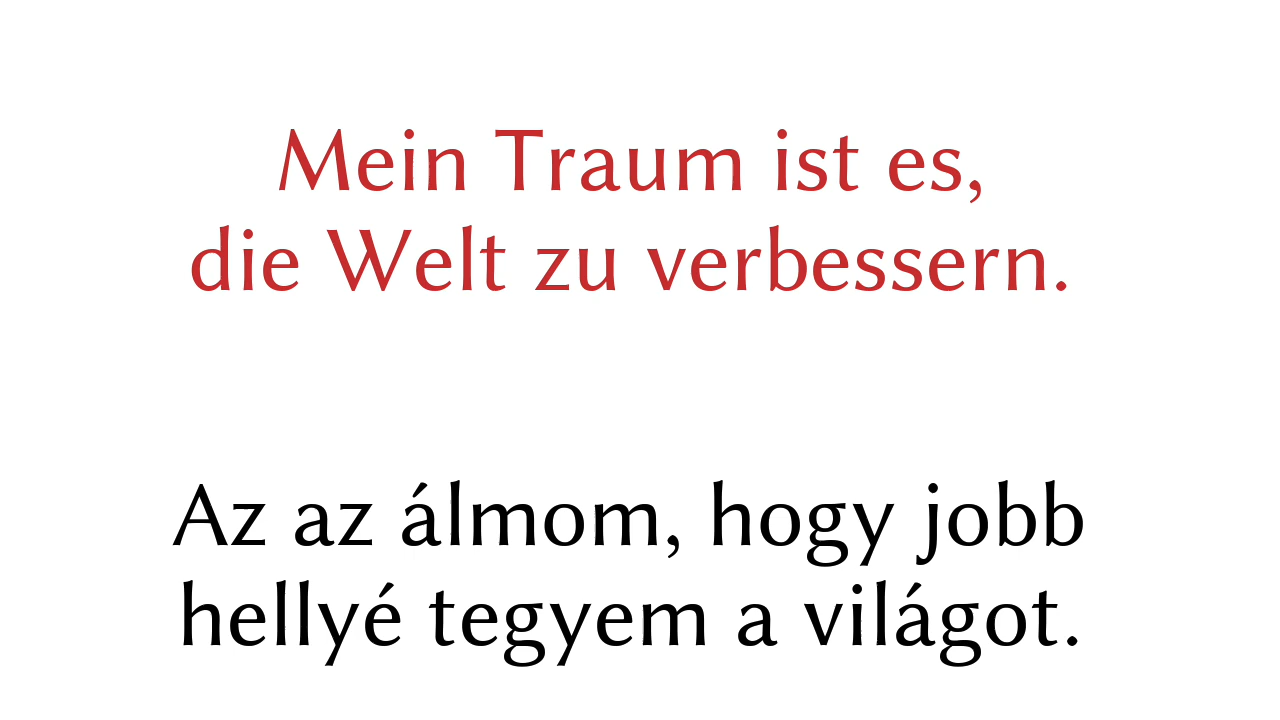 Mein Traum ist es,
die Welt zu verbessern.
Az az álmom, hogy jobb
hellyé tegyem a világot.